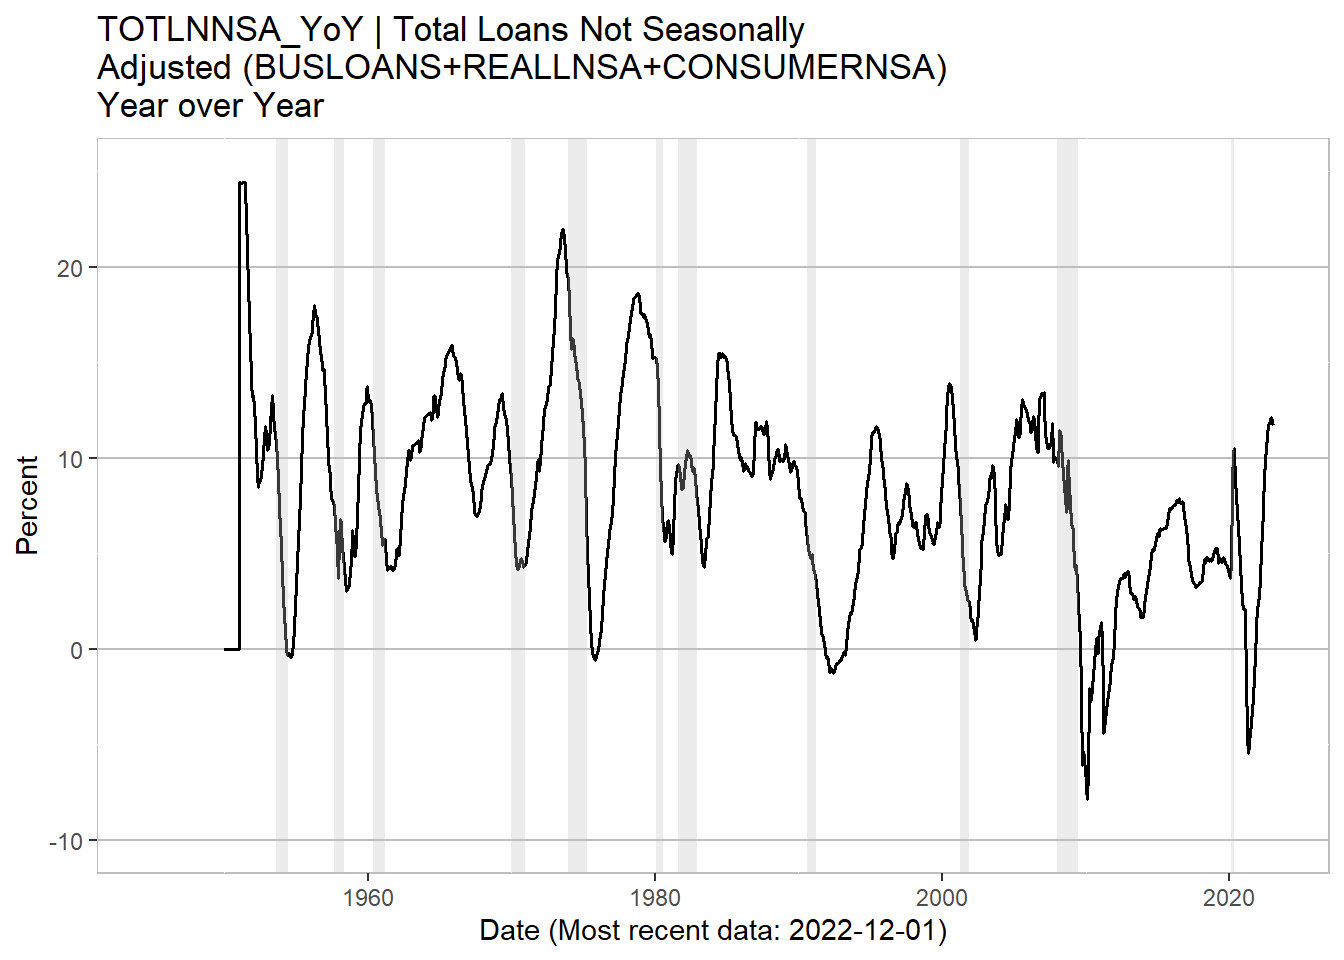 TOTLNNSA_YoY | Total Loans Not Seasonally
Adjusted (BUSLOANS+REALLNSA+CONSUMERNSA)
Year over Year
Percent
20
10
0
-10
1960
1980
2000
2020
Date (Most recent data: 2022-12-01)